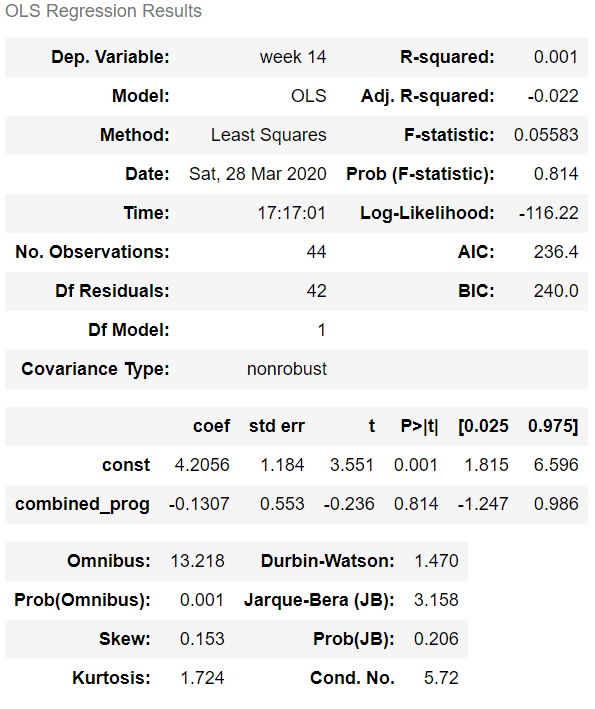 OLS Regression Results
Dep. Variable: week 14 R-squared: 0.001
Model: OLS Adj. R-squared: -0.022
Method: Least Squares F-statistic: 0.05583
Date: Sat, 28 Mar 2020 Prob (F-statistic): 0.814
Time: 17:17:01 Log-Likelihood: -116.22
No. Observations: 44 AIC: 236.4
Df Residuals: 42 BIC: 240.0
Df Model: 1
Covariance Type: nonrobust
coef std err t P>|t| [0.025 0.975]
const 4.2056 1.184 3.551 0.001 1.815 6.596
combined_prog -0.1307 0.553 -0.236 0.814 -1.247 0.986
Omnibus: 13.218 Durbin-Watson: 1.470
Prob(Omnibus): 0.001 Jarque-Bera (JB): 3.158
Skew: 0.153 Prob(JB): 0.206
Kurtosis: 1.724 Cond. No. 5.72